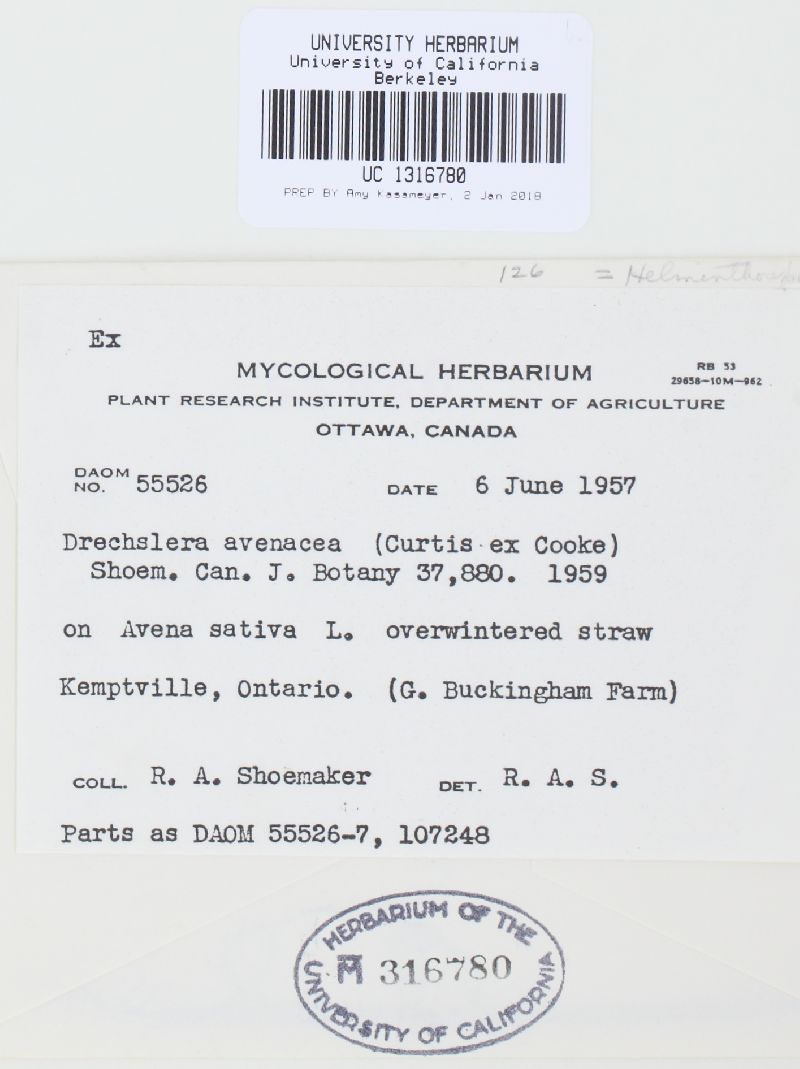 UNIVERSITY HERBARIUM
University of California
Berkeley
UC 1316780
PREP BY Amy Kasameyer, 2 Jan 2018
126 =
Ex
MYCOLOGICAL HERBARIUM
RB 53
29658-10M-962
PLANT RESEARCH INSTITUTE, DEPARTMENT OF AGRICULTURE
OTTAWA, CANADA
DAOM NO. 55526 DATE 6 June 1957
Drechslera avenacea (Curtis ex Cooke)
Shoem. Can. J. Botany 37,880. 1959
on Avena sativa L. overwintered straw
Kemptville, Ontario. (G. Buckingham Farm)
COLL. R. A. Shoemaker DET. R. A. S.
Parts as DAOM 55526-7, 107248
HERBARIUM OF THE
316780
UNIVERSITY OF CALIFORNIA